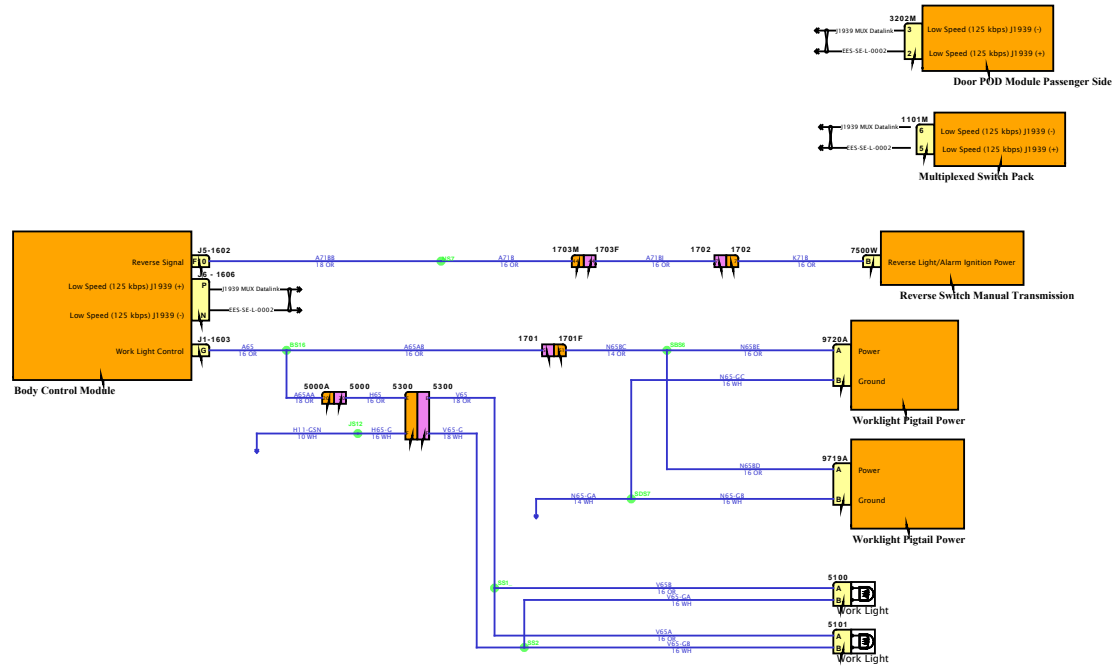 3202M
3
J1939 MUX Datalink
Low Speed (125 kbps) J1939 (-)
2
EES-SE-L-0002
Low Speed (125 kbps) J1939 (+)
Door POD Module Passenger Side
1101M
6
J1939 MUX Datalink
Low Speed (125 kbps) J1939 (-)
5
EES-SE-L-0002
Low Speed (125 kbps) J1939 (+)
Multiplexed Switch Pack
J5-1602
Reverse Signal
A71BB
18 OR
A71B
16 OR
1703M
1703F
A71BJ
16 OR
1702
1702
K71B
16 OR
7500W
B
Reverse Light/Alarm Ignition Power
Reverse Switch Manual Transmission
J6 - 1606
Low Speed (125 kbps) J1939 (+)
P
J1939 MUX Datalink
Low Speed (125 kbps) J1939 (-)
N
EES-SE-L-0002
J1-1603
Work Light Control
G
A65
16 OR
BS16
A65AB
16 OR
1701
1701F
N65BC
14 OR
N65BE
16 OR
9720A
A
Power
B
Ground
N65-GC
16 WH
Worklight Pigtail Power
Body Control Module
A65AA
18 OR
5000A
5000
H65
16 OR
5300
5300
V65
18 OR
H11-GSN
10 WH
JB12
H65-G
16 WH
V65-G
18 WH
9719A
A
Power
B
Ground
N65BD
16 OR
N65-GA
14 WH
N65-GB
16 WH
Worklight Pigtail Power
SS1
V65B
16 OR
V65-GA
16 WH
5100
A
B
Work Light
SS2
V65A
16 OR
V65-GB
16 WH
5101
A
B
Work Light